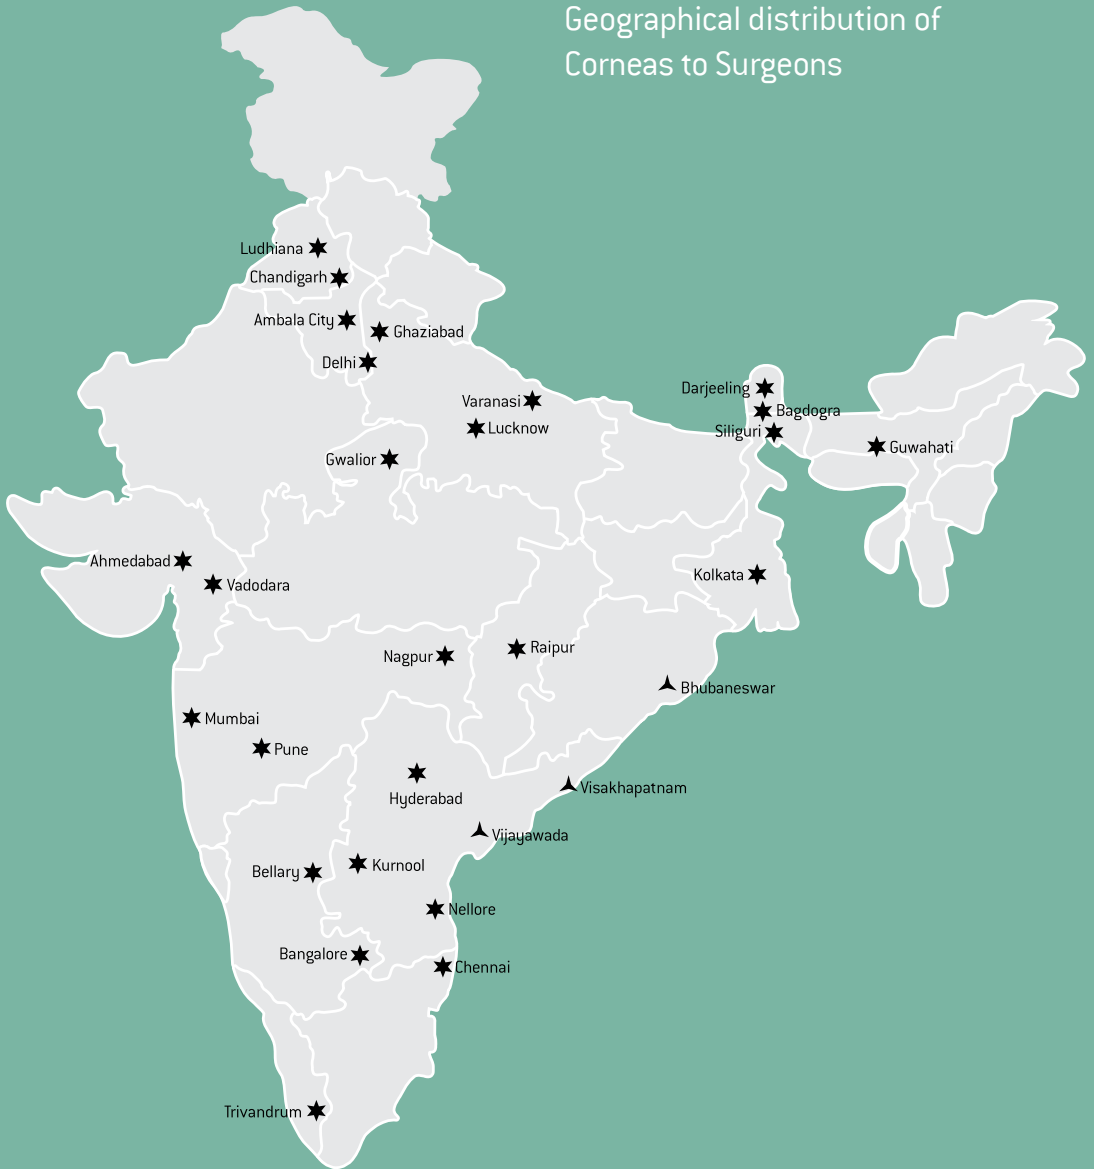 Geographical distribution of
Corneas to Surgeons
Ludhiana
Chandigarh
Ambala City
Ghaziabad
Delhi
Darjeeling
Varanasi
Bagdogra
Lucknow
Siliguri
Guwahati
Gwalior
Ahmedabad
Kolkata
Vadodara
Raipur
Nagpur
Bhubaneswar
Mumbai
Pune
Visakhapatnam
Hyderabad
Vijayawada
Kurnool
Bellary
Nellore
Bangalore
Chennai
Trivandrum